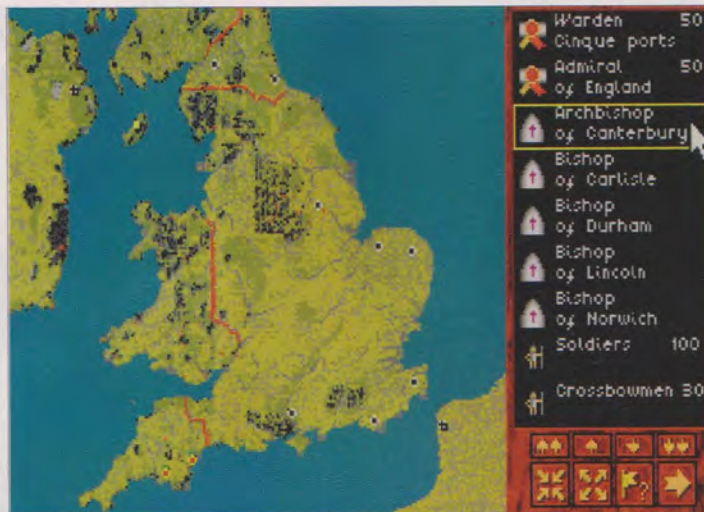 Warden 50
Cinque ports
Admiral 50
of England
Archbishop
of Canterbury
Bishop
of Carlisle
Bishop
of Durham
Bishop
of Lincoln
Bishop
of Norwich
Soldiers 100
Crossbowmen 30
?